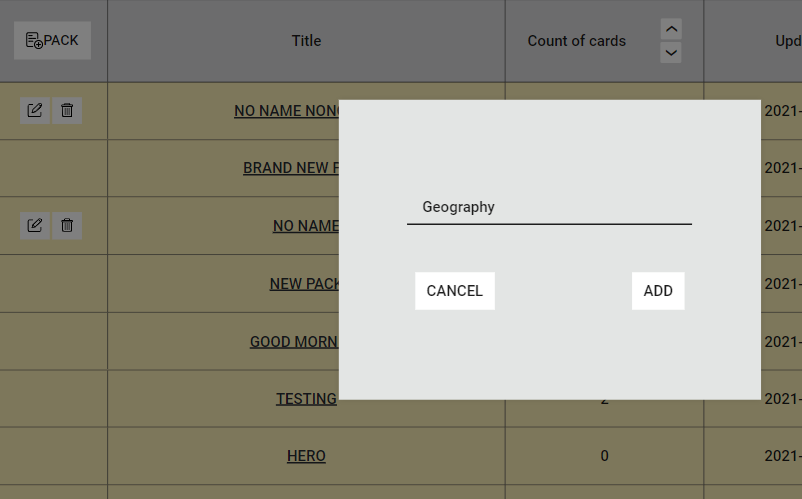 PACK
Title
Count of cards
Upd
NO NAME NON
2021-
BRAND NEW
2021-
Geography
NO NAME
2021-
NEW PACK
2021-
CANCEL
ADD
GOOD MORN
2021-
TESTING
2
2021-
HERO
0
2021-